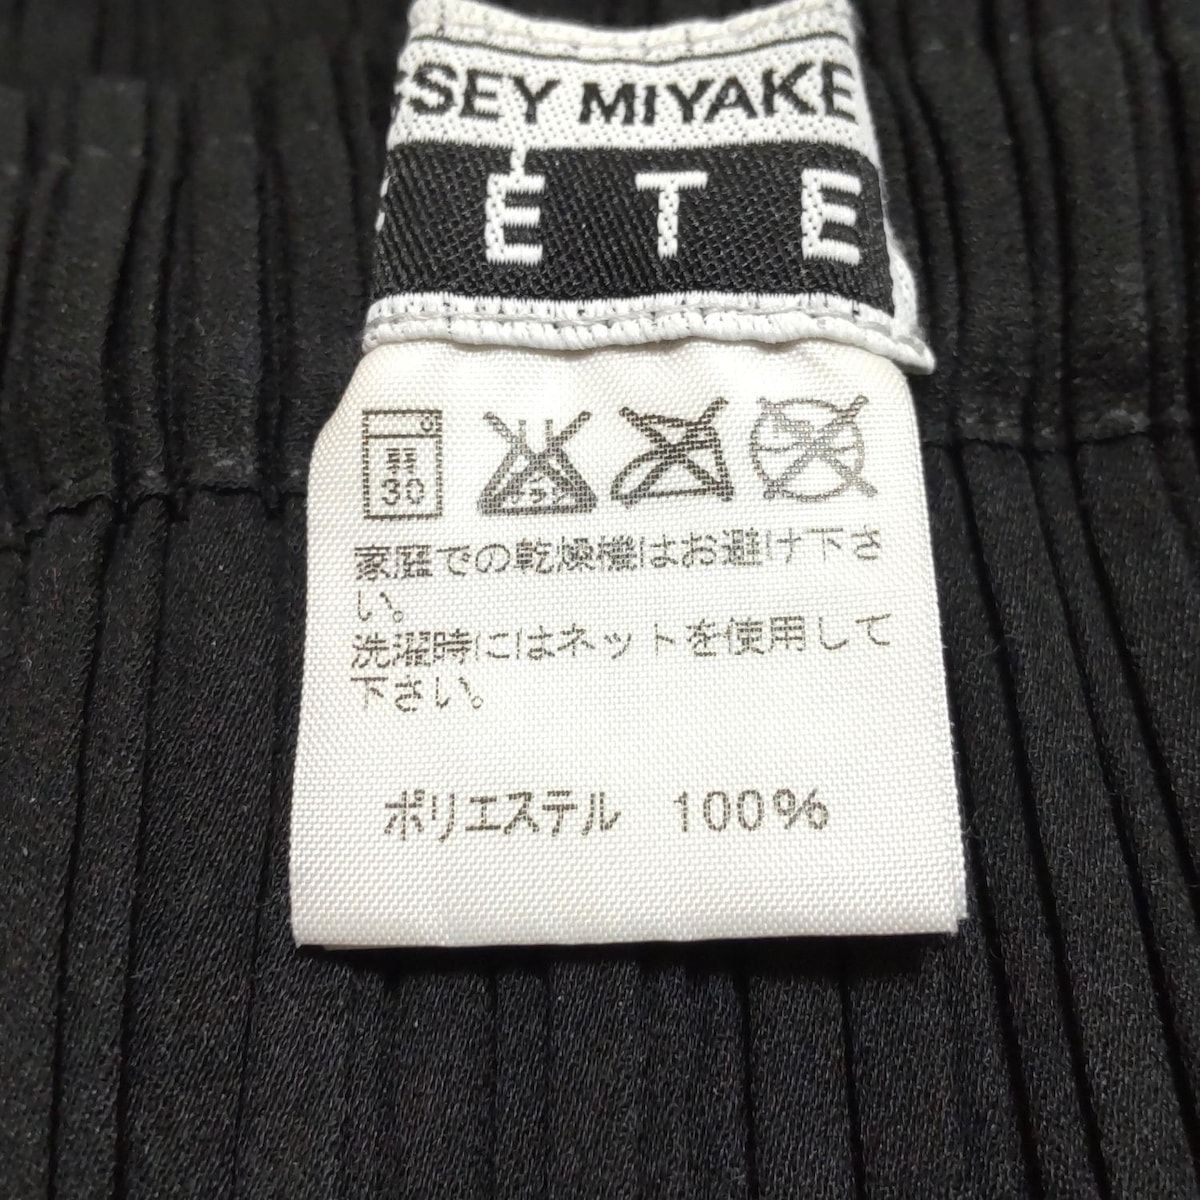 SSEY MIYAKE
ÊTE
30
家庭での乾燥機はお避け下さ
い。
洗濯時にはネットを使用して
下さい。
ポリエステル 100%